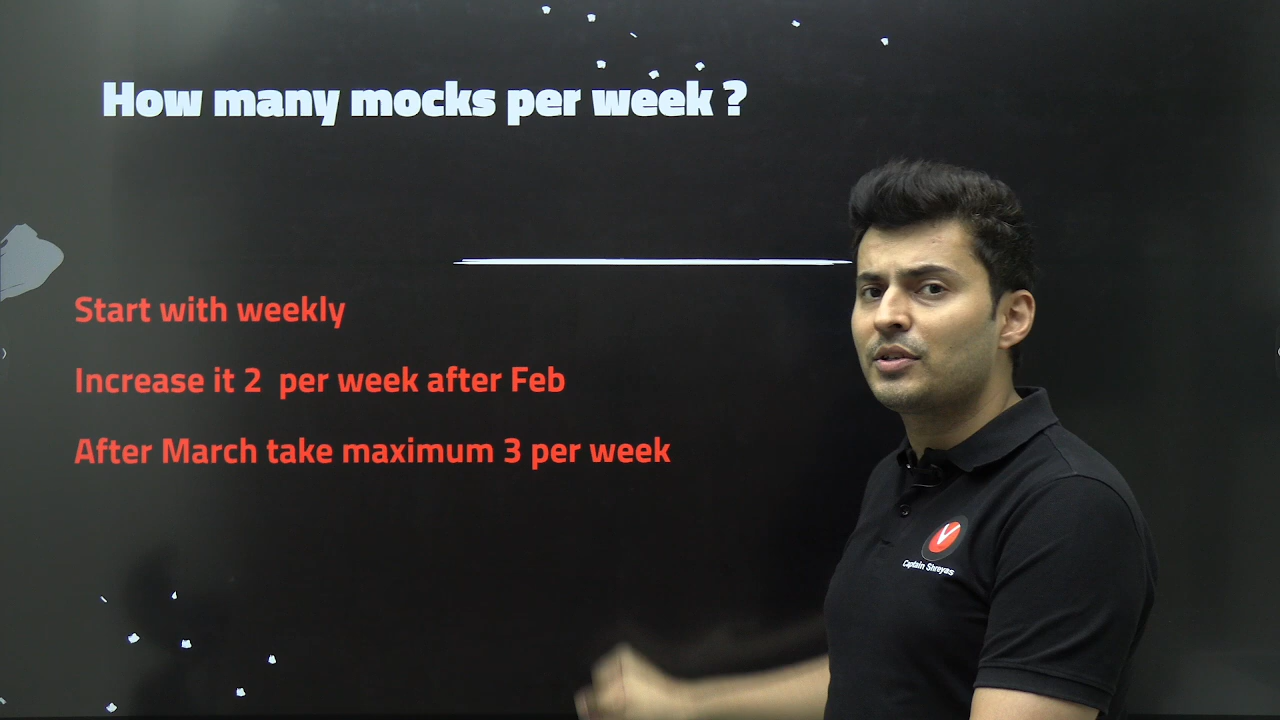 How many mocks per week ?
Start with weekly
Increase it 2 per week after Feb
After March take maximum 3 per week
V
Captain Shreyas